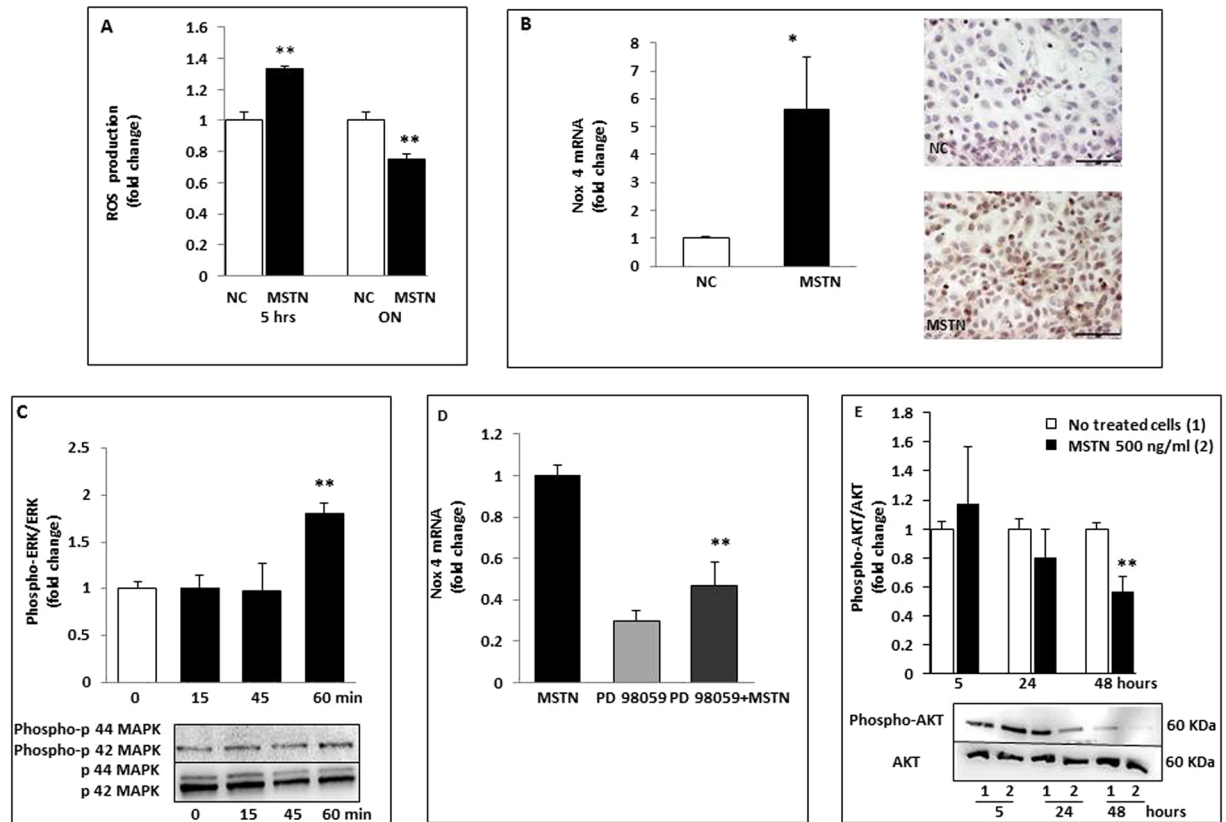 A
1.6
1.4
1.2
1
0.8
0.6
0.4
0.2
0
ROS production
(fold change)
**
**
NC MSTN NC MSTN
5 hrs ON
B
8
7
6
5
4
2
1
0
Nox 4 mRNA
(fold change)
*
NC MSTN
NC
MSTN
C
2.5
2
1.5
1
0.5
0
Phospho-ERK/ERK
(fold change)
**
0 15 45 60 min
Phospho-p 44 MAPK
Phospho-p 42 MAPK
p 44 MAPK
p 42 MAPK
0 15 45 60 min
D
1.2
1
0.8
0.6
0.4
0.2
0
Nox 4 mRNA
(fold change)
**
MSTN PD 98059 PD 98059+MSTN
E
1.8
1.6
1.4
1.2
1
0.8
0.6
0.4
0.2
0
Phospho-AKT/AKT
(fold change)
No treated cells (1)
MSTN 500 ng/ml (2)
**
5 24 48 hours
Phospho-AKT 60 KDa
AKT 60 KDa
1 2 1 2 1 2
5 24 48 hours